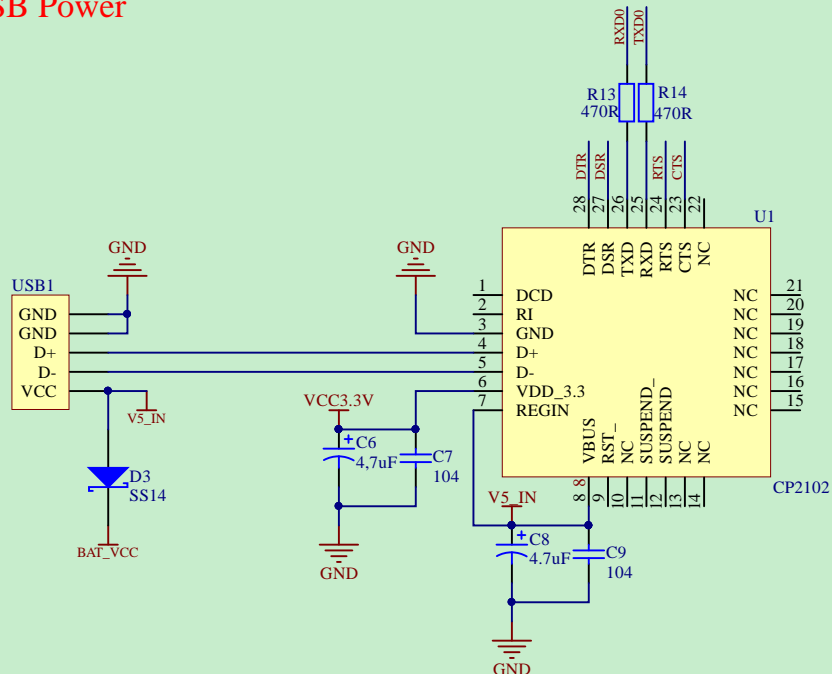 SB Power
RXD0
TXD0
R13
470R
R14
470R
DTR
DSR
RTS
CTS
28
27
26
25
24
23
22
U1
DTR
DSR
TXD
RXD
RTS
CTS
NC
GND
GND
USB1
GND
GND
D+
D-
VCC
V5_IN
D3
SS14
BAT_VCC
1
2
3
4
5
6
7
DCD
RI
GND
D+
D-
VDD_3.3
REGIN
NC
NC
NC
NC
NC
NC
NC
21
20
19
18
17
16
15
VBUS
RST_
NC
SUSPEND_
SUSPEND
NC
NC
8
8
9
10
11
12
13
14
CP2102
VCC3.3V
C6
4,7uF
C7
104
GND
V5_IN
C8
4.7uF
C9
104
GND